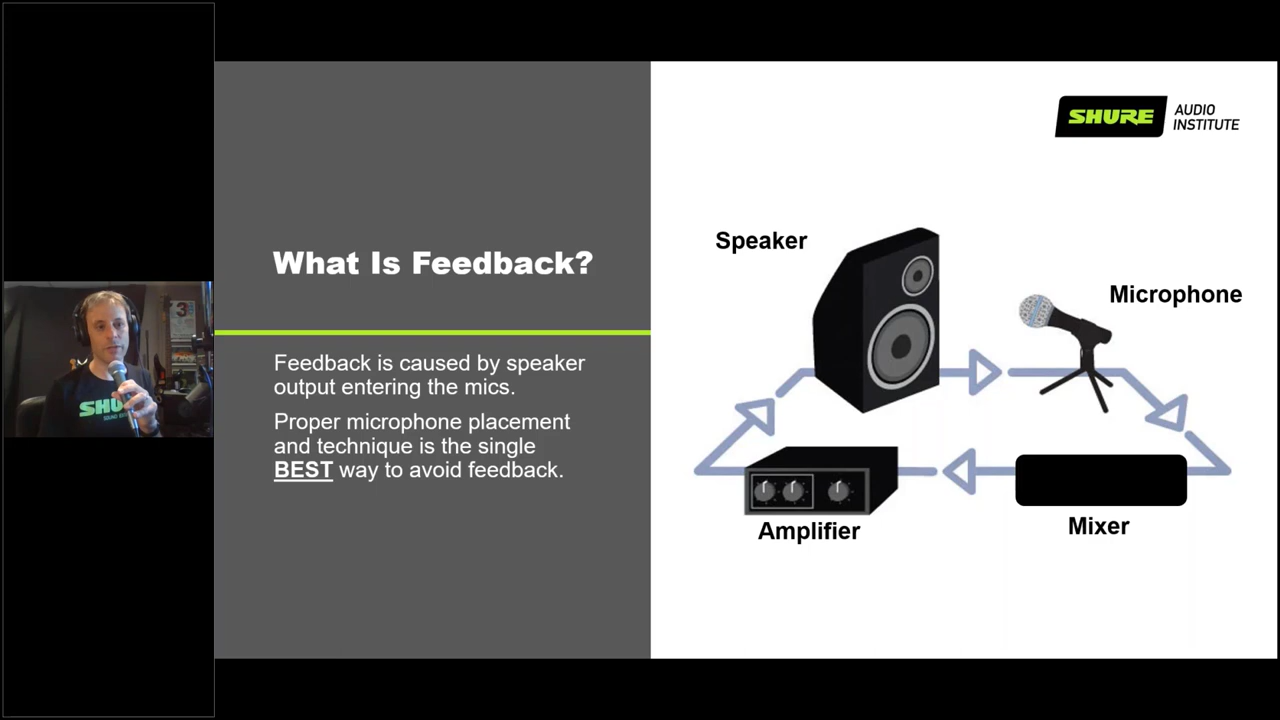 What Is Feedback?
Feedback is caused by speaker
output entering the mics.
Proper microphone placement
and technique is the single
BEST way to avoid feedback.
SHURE AUDIO
INSTITUTE
Speaker
Microphone
Amplifier
Mixer
3